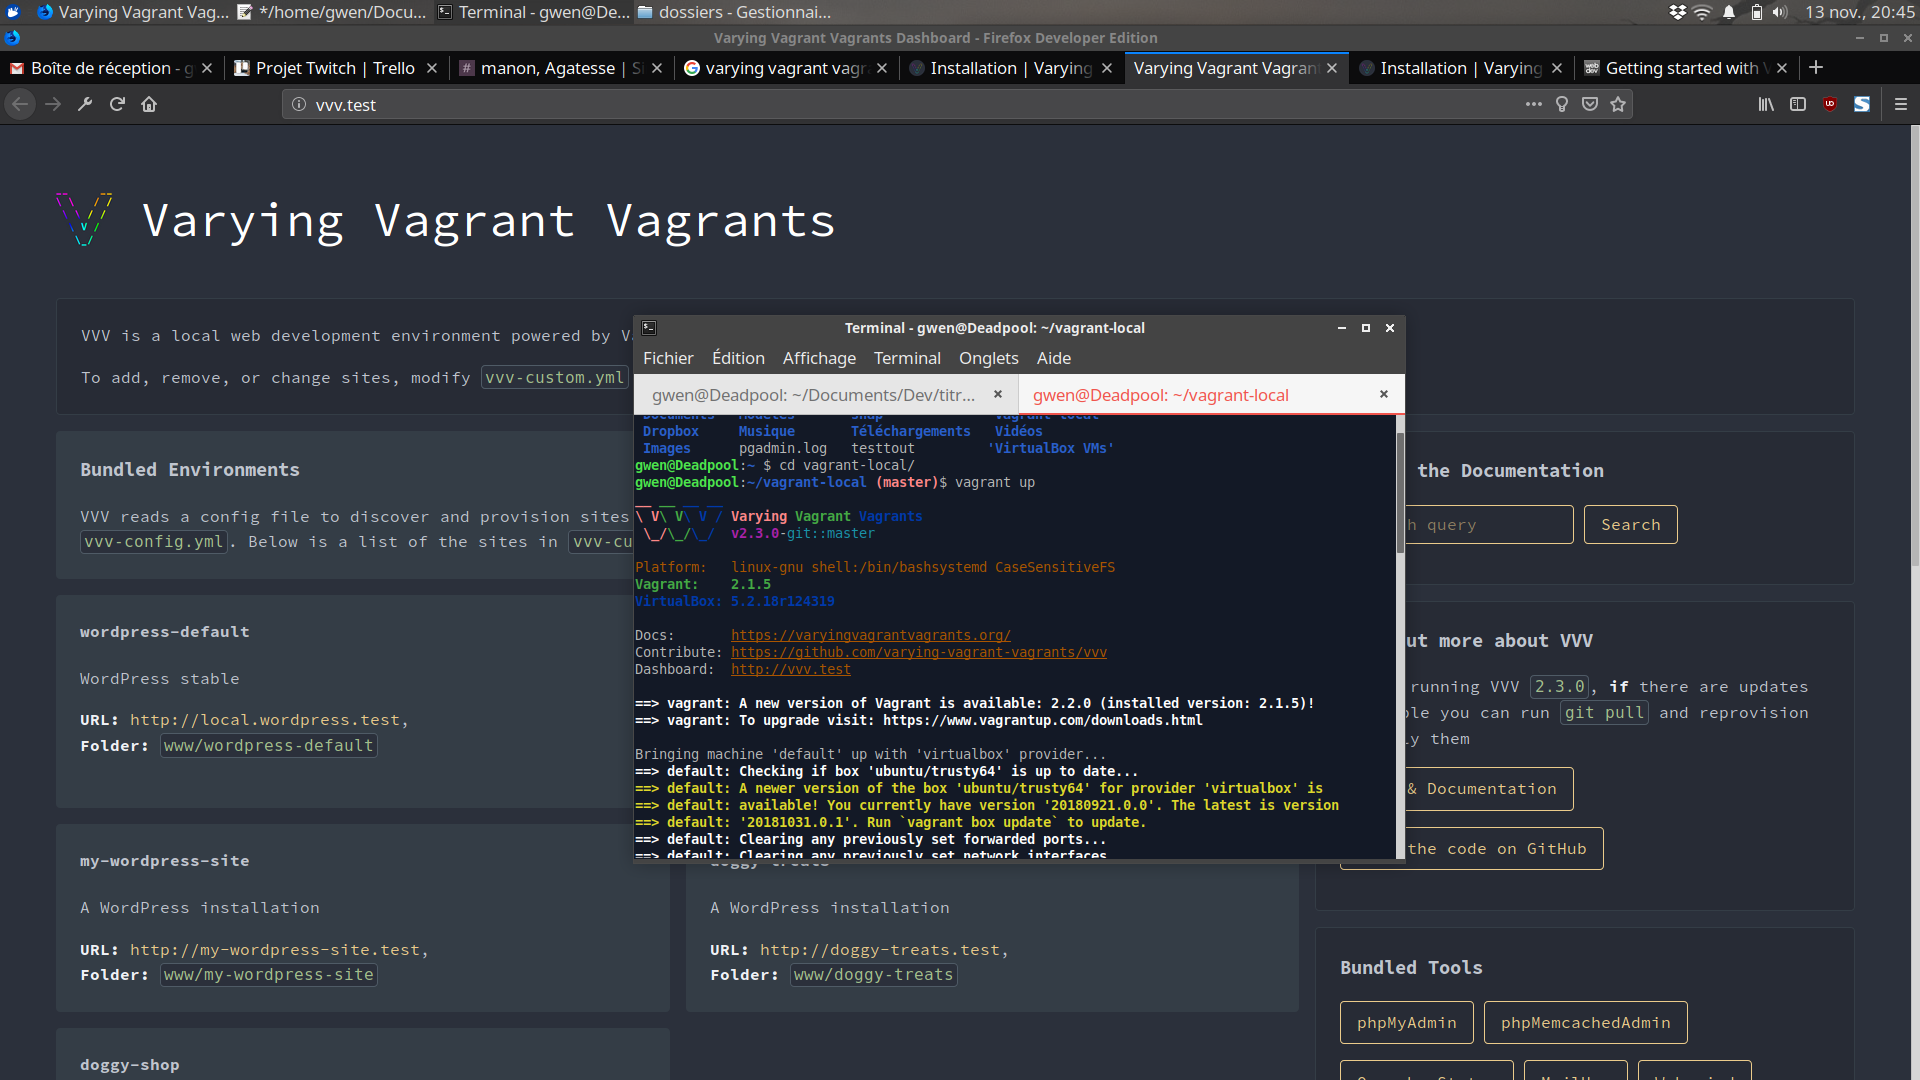 Varying Vagrant Vag... */home/gwen/Docu... Terminal - gwen@De... dossiers - Gestionnai... 13 nov., 20:45
Varying Vagrant Vagrants Dashboard - Firefox Developer Edition
Boîte de réception - g Projet Twitch | Trello manon, Agatesse | Sl varying vagrant vagr Installation | Varying Varying Vagrant Vagran Installation | Varying Getting started with V
vvv.test
Varying Vagrant Vagrants
VVV is a local web development environment powered by V
To add, remove, or change sites, modify vvv-custom.yml
Bundled Environments
VVV reads a config file to discover and provision sites
vvv-config.yml. Below is a list of the sites in vvv-cu
wordpress-default
WordPress stable
URL: http://local.wordpress.test,
Folder: www/wordpress-default
my-wordpress-site
A WordPress installation
URL: http://my-wordpress-site.test,
Folder: www/my-wordpress-site
doggy-shop
doggy-treats
A WordPress installation
URL: http://doggy-treats.test,
Folder: www/doggy-treats
Terminal - gwen@Deadpool: ~/vagrant-local
Fichier Édition Affichage Terminal Onglets Aide
gwen@Deadpool: ~/Documents/Dev/titr... gwen@Deadpool: ~/vagrant-local
Documents Modèles Snap vagrant-local
Dropbox Musique Téléchargements Vidéos
Images pgadmin.log testtout 'VirtualBox VMs'
gwen@Deadpool:~ $ cd vagrant-local/
gwen@Deadpool:~/vagrant-local (master)$ vagrant up
__ __ __ __
\ V\ V\ V / Varying Vagrant Vagrants
\_/\_/\_/ v2.3.0-git::master
Platform: linux-gnu shell:/bin/bashsystemd CaseSensitiveFS
Vagrant: 2.1.5
VirtualBox: 5.2.18r124319
Docs: https://varyingvagrantvagrants.org/
Contribute: https://github.com/varying-vagrant-vagrants/vvv
Dashboard: http://vvv.test
==> vagrant: A new version of Vagrant is available: 2.2.0 (installed version: 2.1.5)!
==> vagrant: To upgrade visit: https://www.vagrantup.com/downloads.html
Bringing machine 'default' up with 'virtualbox' provider...
==> default: Checking if box 'ubuntu/trusty64' is up to date...
==> default: A newer version of the box 'ubuntu/trusty64' for provider 'virtualbox' is
==> default: available! You currently have version '20180921.0.0'. The latest is version
==> default: '20181031.0.1'. Run `vagrant box update` to update.
==> default: Clearing any previously set forwarded ports...
==> default: Clearing any previously set network interfaces
the Documentation
h query Search
ut more about VVV
running VVV 2.3.0, if there are updates
ble you can run git pull and reprovision
y them
& Documentation
the code on GitHub
Bundled Tools
phpMyAdmin phpMemcachedAdmin